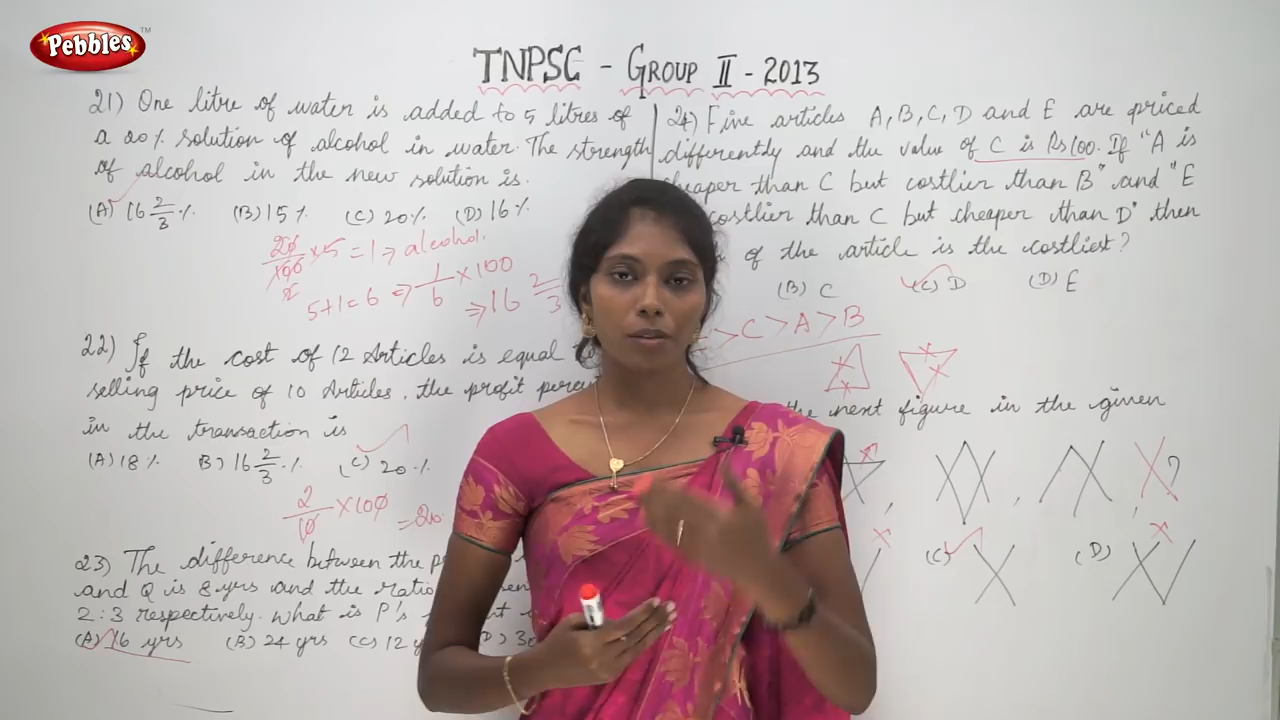 Pebbles™
TNPSC - GROUP II - 2013
21) One litre of water is added to 5 litres of
a 20% solution of alcohol in water. The strength
of alcohol in the new solution is.
(A) 16 2/3 % (B) 15 % (C) 20% (D) 16 %
20/100 × 5 = 1 => alcohol.
5+1=6 => 1/6 × 100
=> 16 2/3
22) If the cost of 12 Articles is equal
selling price of 10 Articles, the profit
in the transaction is
(A) 18 % B) 16 2/3 % (C) 20 %
2/10 × 100 = 20
23) The difference between the
and Q is 8 yrs and the
2:3 respectively. What is P's
(A) 16 yrs (B) 24 yrs (C) 12
24) Five articles A, B, C, D and E are priced
differently and the value of C is Rs 100. If "A is
cheaper than C but costlier than B" and "E
costlier than C but cheaper than D" then
of the article is the costliest?
(B) C (C) D (D) E
> C > A > B
the next figure in the given
, , , ?
(C) (D)